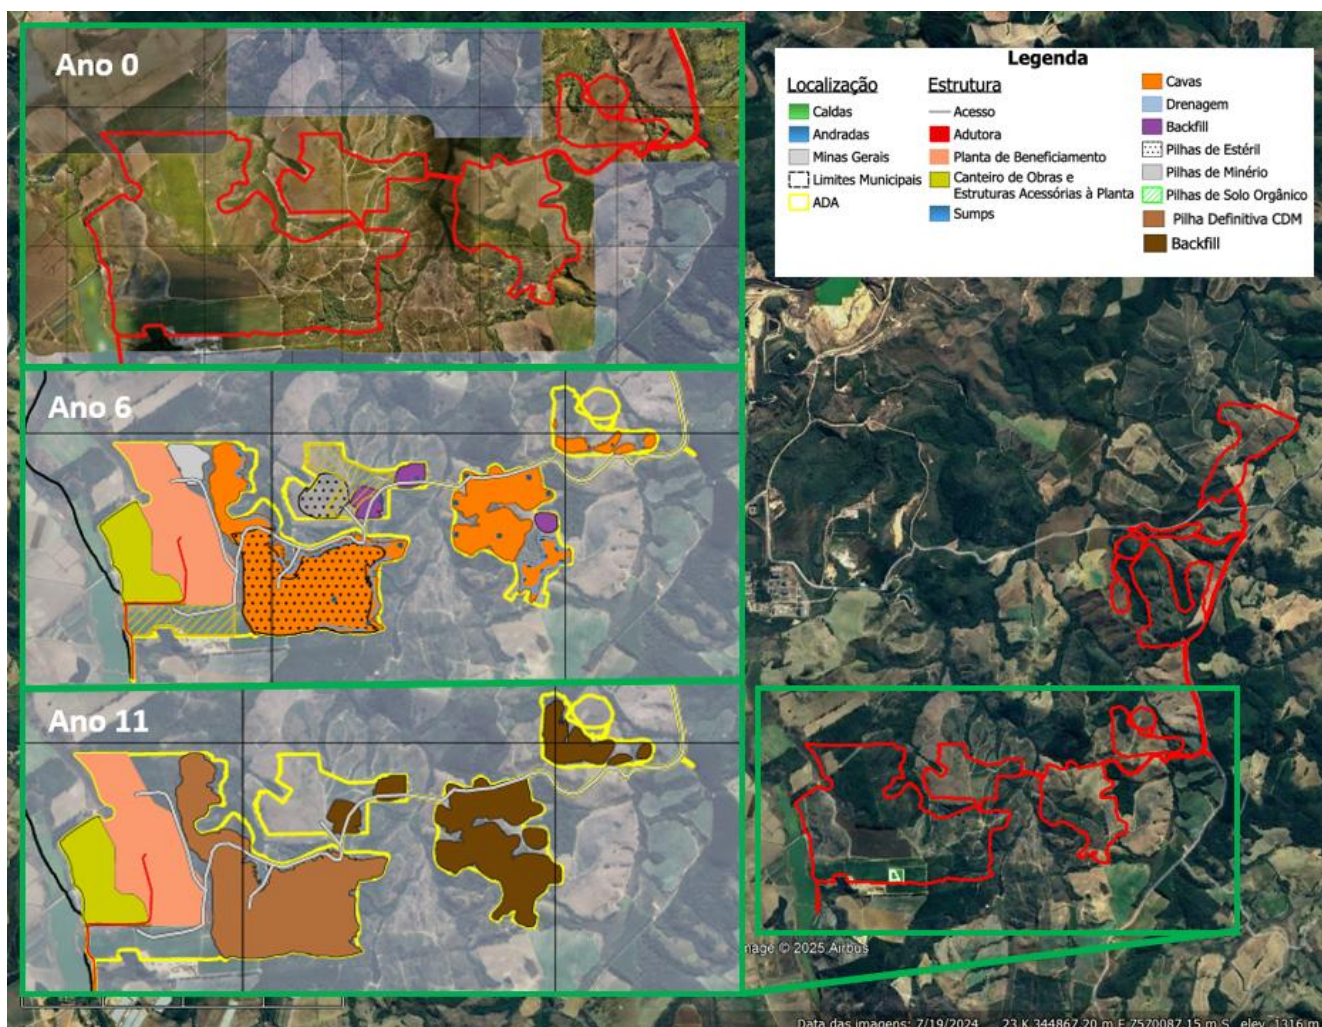 Ano 0
Legenda
Localização
Caldas
Andradas
Minas Gerais
Limites Municipais
ADA
Estrutura
Acesso
Adutora
Planta de Beneficiamento
Canteiro de Obras e
Estruturas Acessórias à Planta
Sumps
Cavas
Drenagem
Backfill
Pilhas de Estéril
Pilhas de Minério
Pilhas de Solo Orgânico
Pilha Definitiva CDM
Backfill
Ano 6
Ano 11
mage © 2025 Airbus
Data das imagens: 7/19/2024 23 K 344867.20 m E 7570087.15 m S elev 1316 m